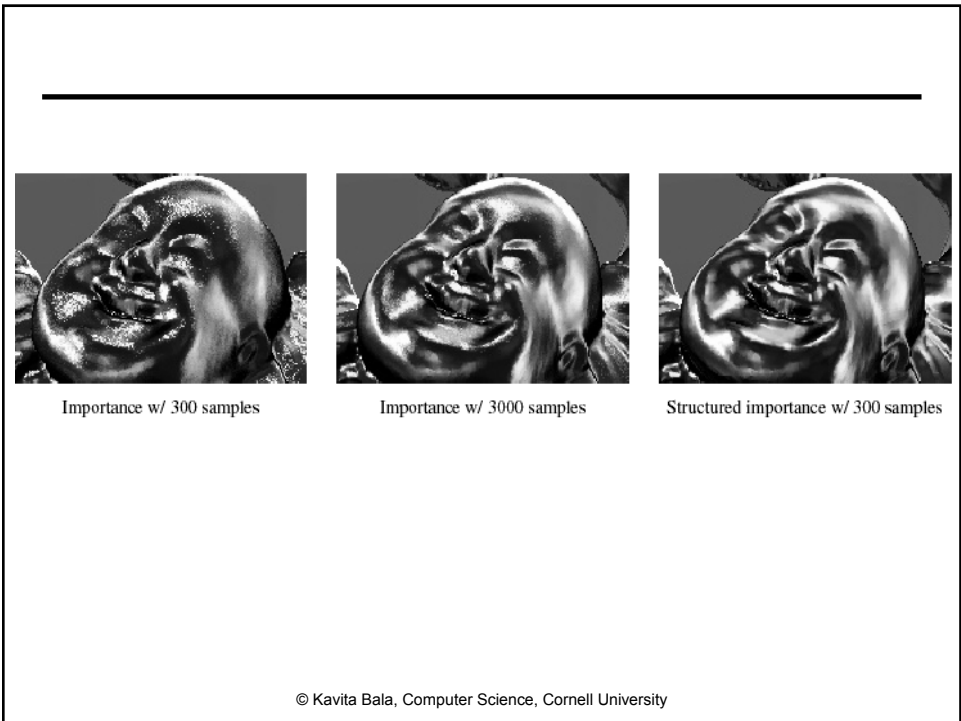 Importance w/ 300 samples
Importance w/ 3000 samples
Structured importance w/ 300 samples
© Kavita Bala, Computer Science, Cornell University